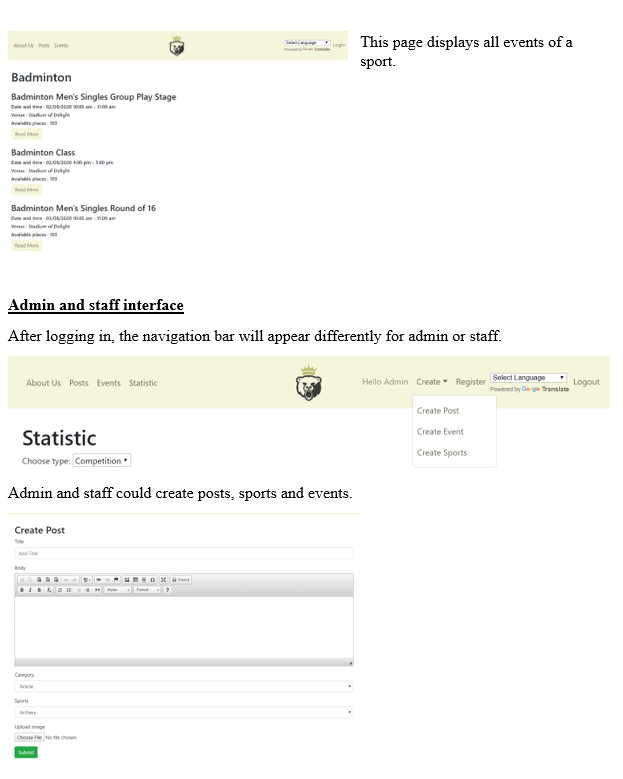 About Us Posts Events
Select Language
Powered by Google Translate
Login
This page displays all events of a
sport.
Badminton
Badminton Men's Singles Group Play Stage
Date and time : 02/03/2020 10:00 am - 11:00 am
Venue : Stadium of Delight
Available places : 100
Read More
Badminton Class
Date and time : 02/03/2020 4:00 pm - 5:00 pm
Venue : Stadium of Delight
Available places : 100
Read More
Badminton Men's Singles Round of 16
Date and time : 03/03/2020 10:00 am - 11:00 am
Venue : Stadium of Delight
Available places : 100
Read More
Admin and staff interface
After logging in, the navigation bar will appear differently for admin or staff.
About Us Posts Events Statistic
Hello Admin Create Register
Select Language
Powered by Google Translate
Logout
Create Post
Create Event
Create Sports
Statistic
Choose type: Competition
Admin and staff could create posts, sports and events.
Create Post
Title
Add Title
Body
Source
B I S Styles Format ?
Category
Article
Sports
Archery
Upload image
Choose File No file chosen
Submit